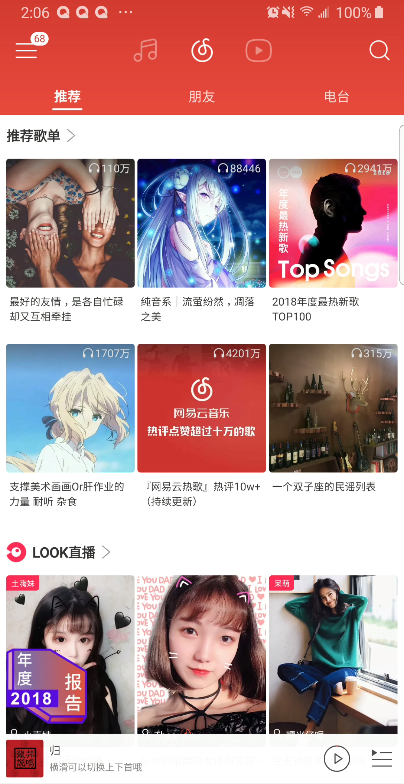 2:06
100%
68
推荐
朋友
电台
推荐歌单
110万
88446
2941万
2018
年度最热新歌
Top Songs
最好的友情，是各自忙碌
却又互相牵挂
纯音乐｜流萤纷然，凋落
之美
2018年度最热新歌
TOP100
1707万
4201万
315万
网易云音乐
热评点赞超过十万的歌
支撑美术画画Or肝作业的
力量 耐听 杂食
『网易云热歌』热评10w+
（持续更新）
一个双子座的民谣列表
LOOK直播
年度
2018
报告
归
横滑可以切换上下首哦